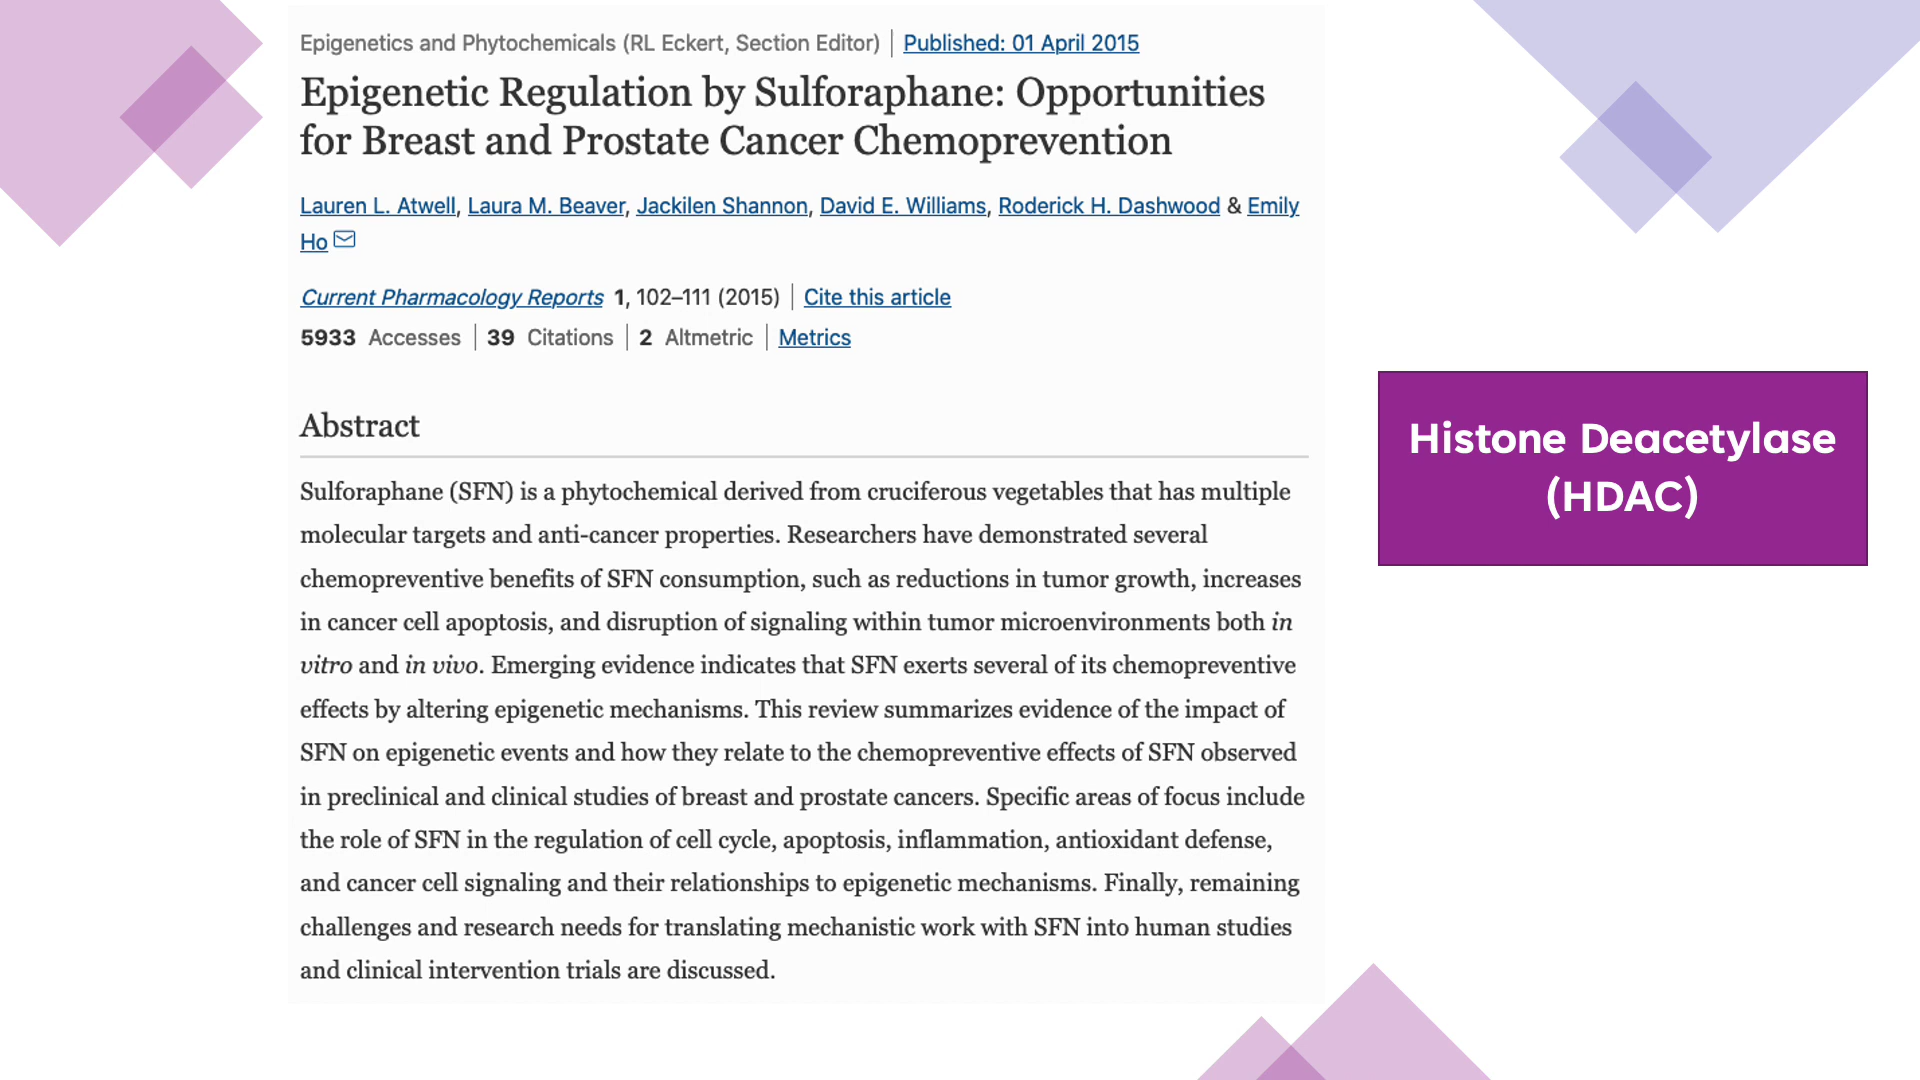 Epigenetics and Phytochemicals (RL Eckert, Section Editor) | Published: 01 April 2015
Epigenetic Regulation by Sulforaphane: Opportunities
for Breast and Prostate Cancer Chemoprevention
Lauren L. Atwell, Laura M. Beaver, Jackilen Shannon, David E. Williams, Roderick H. Dashwood & Emily
Ho
Current Pharmacology Reports 1, 102–111 (2015) | Cite this article
5933 Accesses | 39 Citations | 2 Altmetric | Metrics
Abstract
Sulforaphane (SFN) is a phytochemical derived from cruciferous vegetables that has multiple
molecular targets and anti-cancer properties. Researchers have demonstrated several
chemopreventive benefits of SFN consumption, such as reductions in tumor growth, increases
in cancer cell apoptosis, and disruption of signaling within tumor microenvironments both in
vitro and in vivo. Emerging evidence indicates that SFN exerts several of its chemopreventive
effects by altering epigenetic mechanisms. This review summarizes evidence of the impact of
SFN on epigenetic events and how they relate to the chemopreventive effects of SFN observed
in preclinical and clinical studies of breast and prostate cancers. Specific areas of focus include
the role of SFN in the regulation of cell cycle, apoptosis, inflammation, antioxidant defense,
and cancer cell signaling and their relationships to epigenetic mechanisms. Finally, remaining
challenges and research needs for translating mechanistic work with SFN into human studies
and clinical intervention trials are discussed.
Histone Deacetylase
(HDAC)